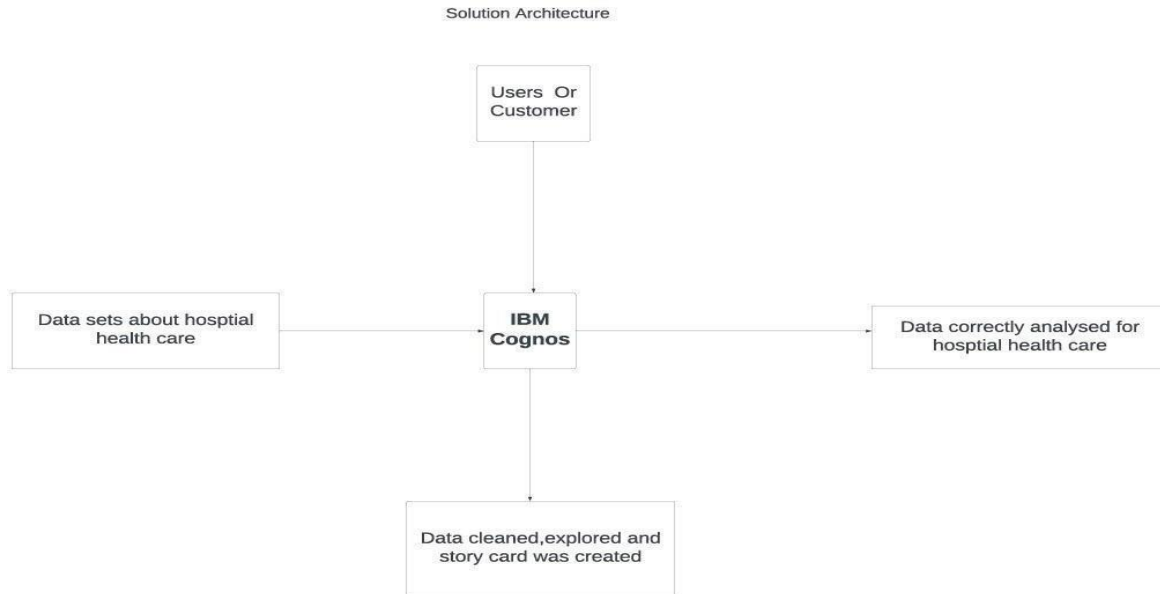 Solution Architecture
Users Or
Customer
Data sets about hosptial
health care
IBM
Cognos
Data correctly analysed for
hosptial health care
Data cleaned,explored and
story card was created